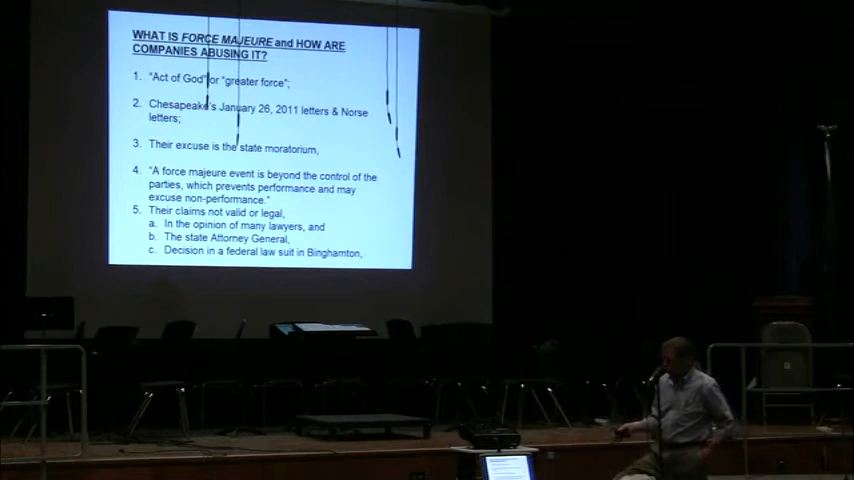 WHAT IS FORCE MAJEURE and HOW ARE
COMPANIES ABUSING IT?
1. "Act of God" or "greater force";
2. Chesapeake's January 26, 2011 letters & Norse
letters;
3. Their excuse is the state moratorium,
4. "A force majeure event is beyond the control of the
parties, which prevents performance and may
excuse non-performance."
5. Their claims not valid or legal,
a. In the opinion of many lawyers, and
b. The state Attorney General,
c. Decision in a federal law suit in Binghamton,